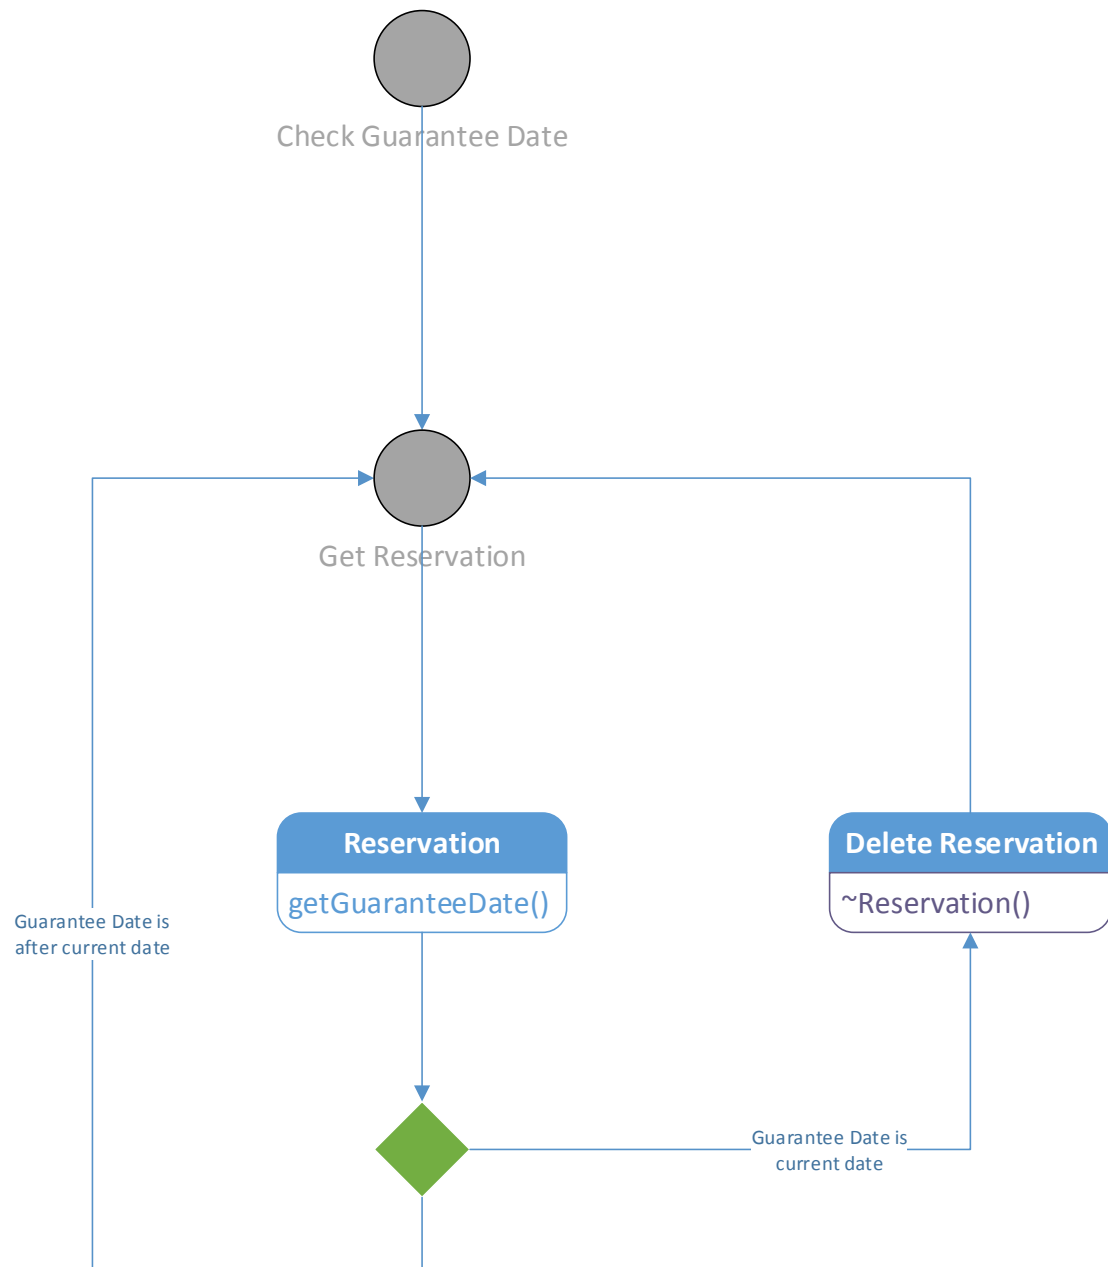 Check Guarantee Date
Get Reservation
Reservation
getGuaranteeDate()
Delete Reservation
~Reservation()
Guarantee Date is
after current date
Guarantee Date is
current date